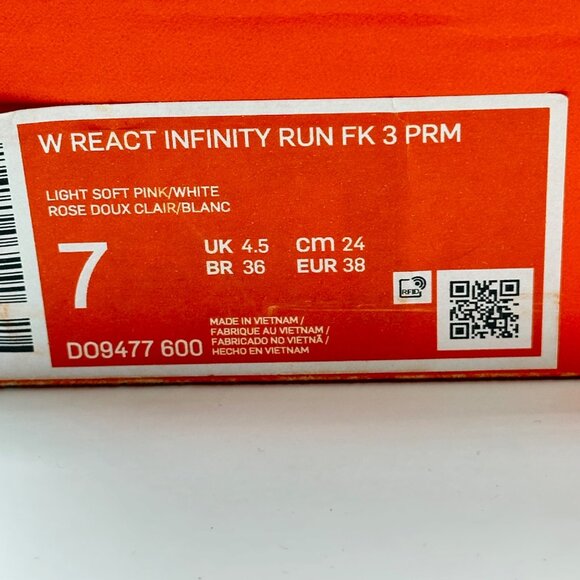 W REACT INFINITY RUN FK 3 PRM
LIGHT SOFT PINK/WHITE
ROSE DOUX CLAIR/BLANC
7
UK 4.5 cm 24
BR 36 EUR 38
RFID
MADE IN VIETNAM /
FABRIQUE AU VIETNAM /
FABRICADO NO VIETNÃ /
HECHO EN VIETNAM
DO9477 600